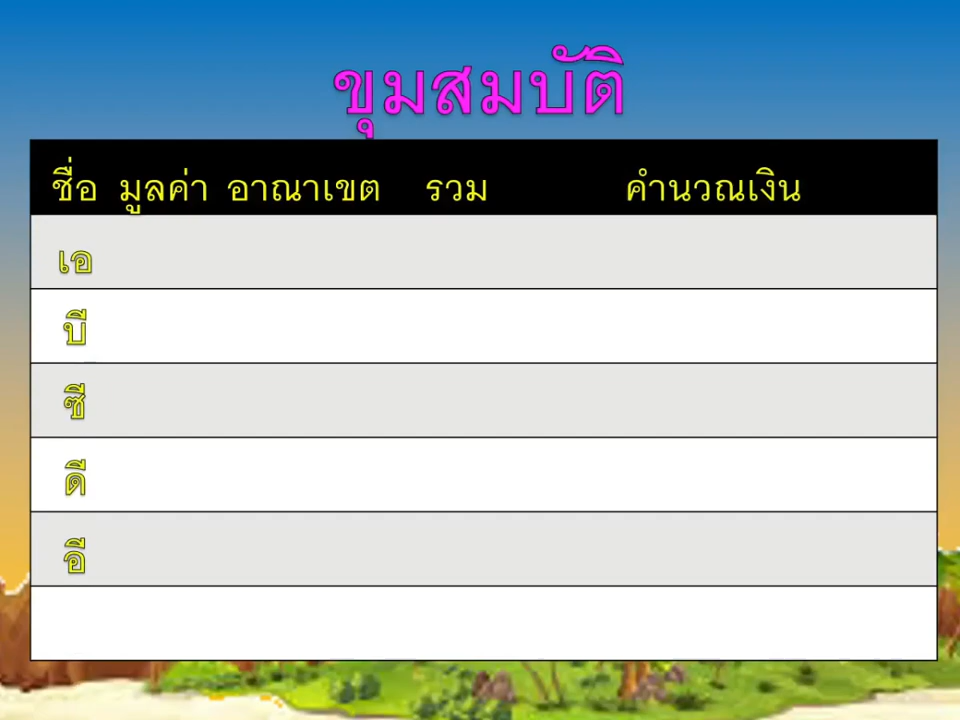 ขุมสมบัติ
ชื่อ มูลค่า อาณาเขต รวม คำนวณเงิน
เอ
บี
ซี
ดี
อี